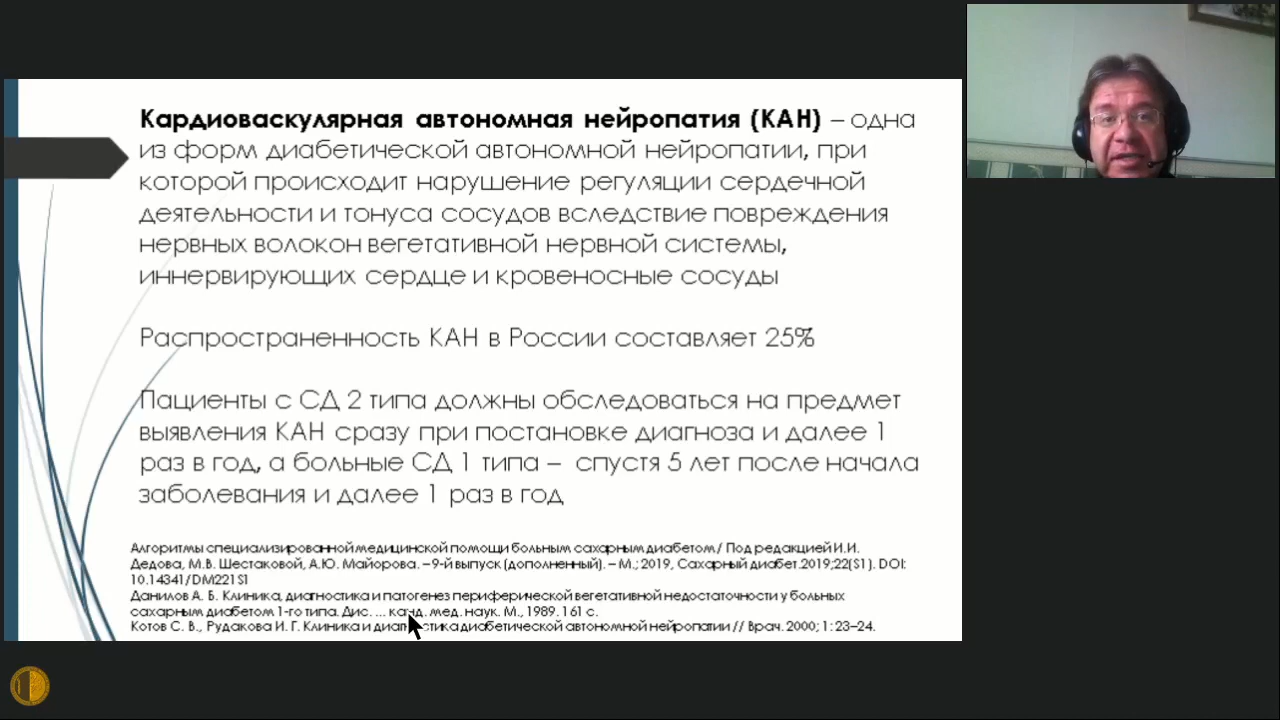 Кардиоваскулярная автономная нейропатия (КАН) – одна
из форм диабетической автономной нейропатии, при
которой происходит нарушение регуляции сердечной
деятельности и тонуса сосудов вследствие повреждения
нервных волокон вегетативной нервной системы,
иннервирующих сердце и кровеносные сосуды
Распространенность КАН в России составляет 25%
Пациенты с СД 2 типа должны обследоваться на предмет
выявления КАН сразу при постановке диагноза и далее 1
раз в год, а больные СД 1 типа – спустя 5 лет после начала
заболевания и далее 1 раз в год
Алгоритмы специализированной медицинской помощи больным сахарным диабетом / Под редакцией И.И.
Дедова, М.В. Шестаковой, А.Ю. Майорова. – 9-й выпуск (дополненный). – М.; 2019, Сахарный диабет.2019;22(S1). DOI:
10.14341/DM221S1
Данилов А. Б. Клиника, диагностика и патогенез периферической вегетативной недостаточности у больных
сахарным диабетом 1-го типа. Дис. ... канд. мед. наук. М., 1989. 161 с.
Котов С. В., Рудакова И. Г. Клиника и диагностика диабетической автономной нейропатии // Врач. 2000; 1: 23–24.